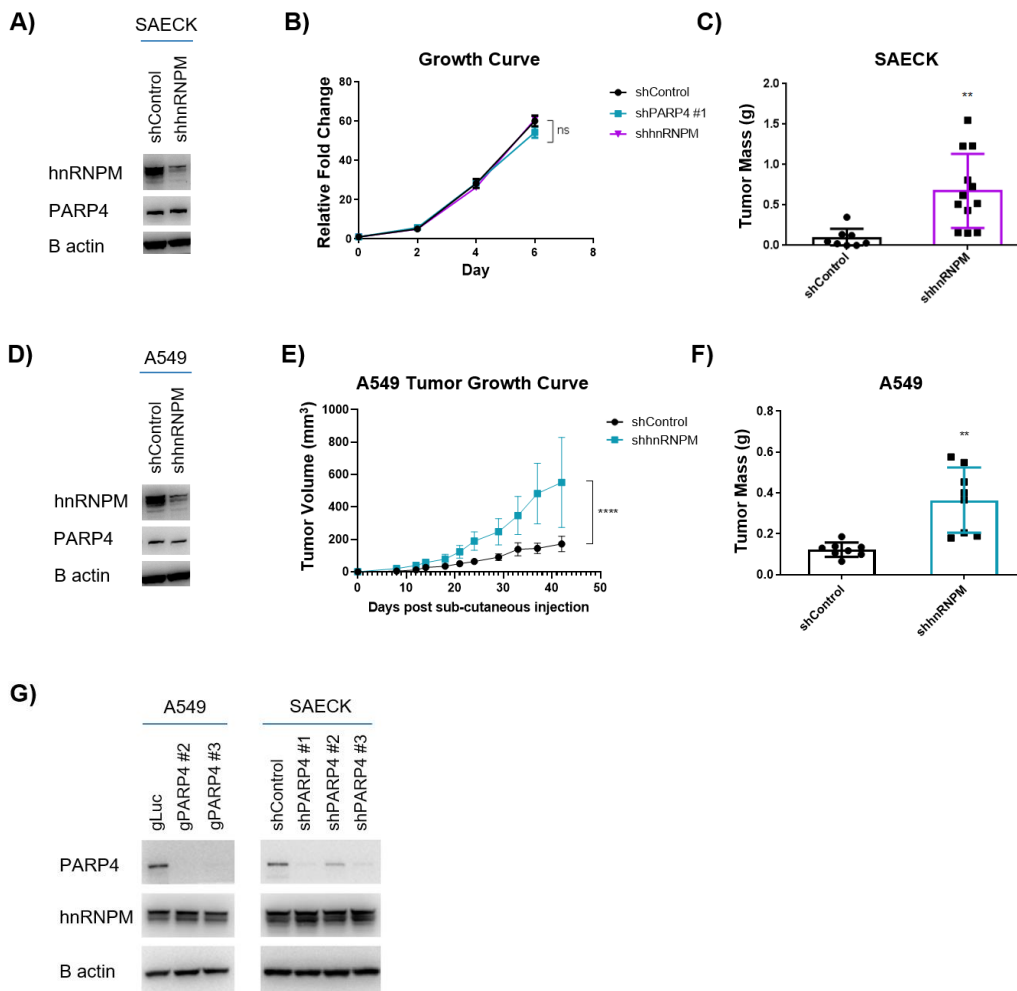 A)
SAECK
shControl
shhnRNPM
hnRNPM
PARP4
B actin
B)
Growth Curve
Relative Fold Change
80
60
40
20
0
0 2 4 6 8
Day
ns
shControl
shPARP4 #1
shhnRNPM
C)
SAECK
Tumor Mass (g)
2.0
1.5
1.0
0.5
0.0
**
shControl
shhnRNPM
D)
A549
shControl
shhnRNPM
hnRNPM
PARP4
B actin
E)
A549 Tumor Growth Curve
Tumor Volume (mm³)
1000
800
600
400
200
0
0 10 20 30 40 50
Days post sub-cutaneous injection
****
shControl
shhnRNPM
F)
A549
Tumor Mass (g)
0.8
0.6
0.4
0.2
0.0
**
shControl
shhnRNPM
G)
A549
gLuc
gPARP4 #2
gPARP4 #3
SAECK
shControl
shPARP4 #1
shPARP4 #2
shPARP4 #3
PARP4
hnRNPM
B actin